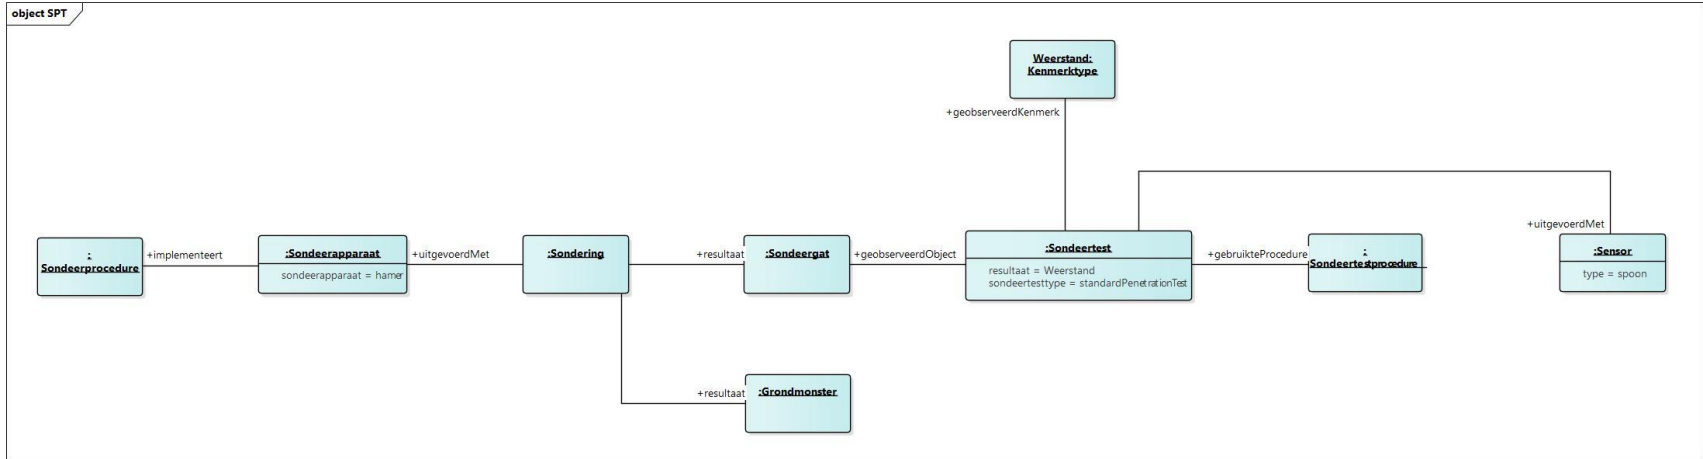 object SPT
Weerstand:
Kenmerktype
+geobserveerdKenmerk
+uitgevoerdMet
:
Sondeerprocedure
+implementeert
:Sondeerapparaat
sondeerapparaat = hamer
+uitgevoerdMet
:Sondering
+resultaat
:Sondeergat
+geobserveerdObject
:Sondeertest
resultaat = Weerstand
sondeertesttype = standardPenetrationTest
+gebruikteProcedure
:
Sondeertestprocedure
:Sensor
type = spoon
+resultaat
:Grondmonster